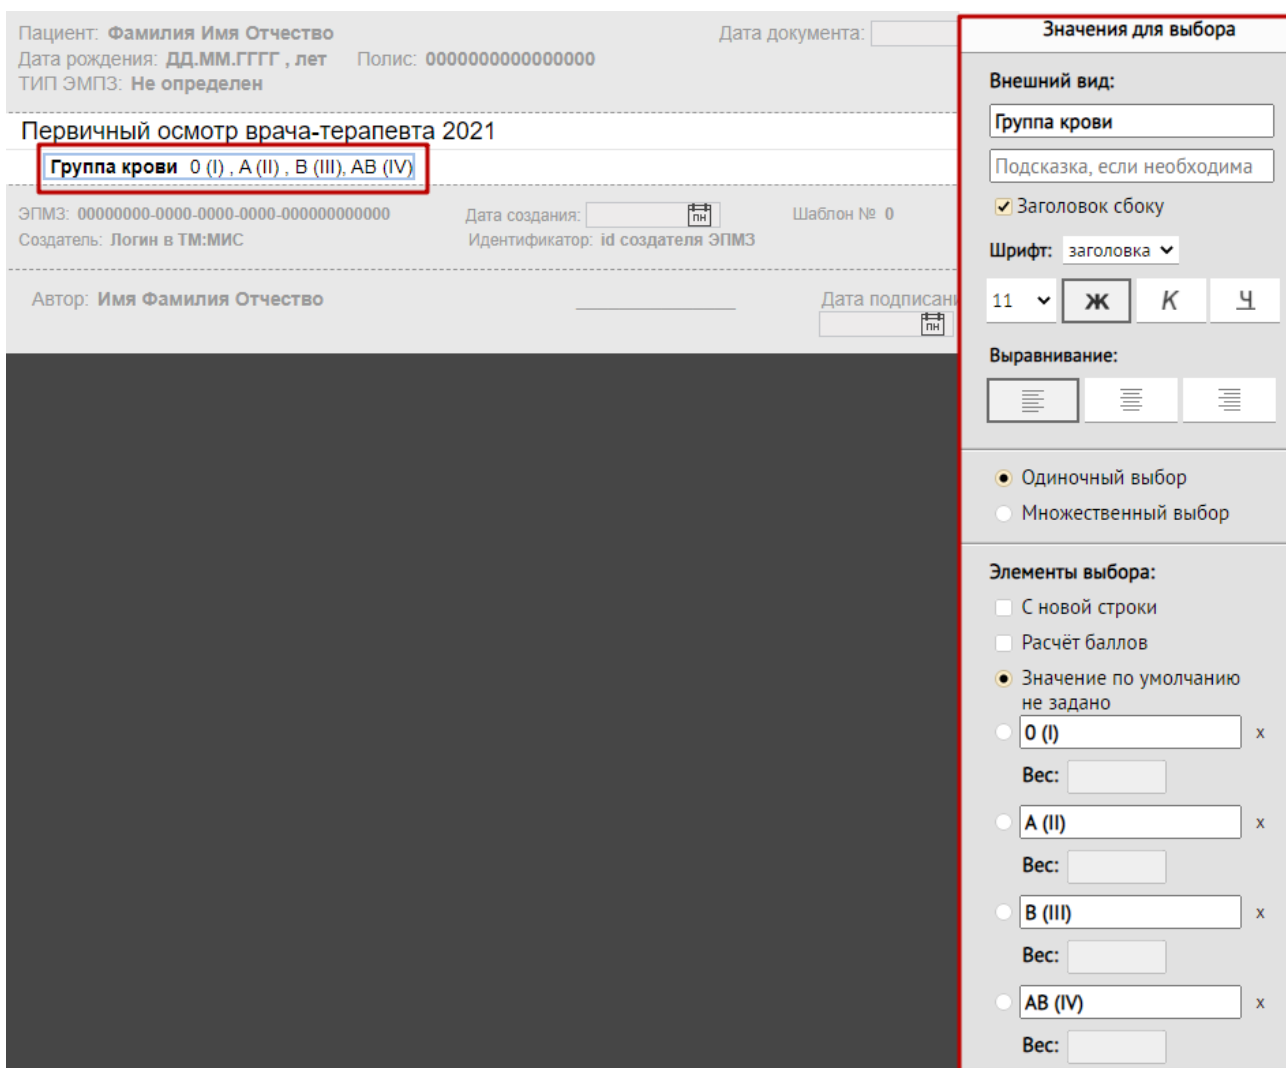 Пациент: Фамилия Имя Отчество
Дата документа:
Дата рождения: ДД.ММ.ГГГГ , лет Полис: 0000000000000000
ТИП ЭМПЗ: Не определен
Первичный осмотр врача-терапевта 2021
Группа крови 0 (I) , A (II) , B (III), AB (IV)
ЭПМЗ: 00000000-0000-0000-0000-000000000000 Дата создания: ПН Шаблон № 0
Создатель: Логин в ТМ:МИС Идентификатор: id создателя ЭПМЗ
Автор: Имя Фамилия Отчество Дата подписани
ПН
Значения для выбора
Внешний вид:
Группа крови
Подсказка, если необходима
Заголовок сбоку
Шрифт: заголовка
11 Ж К Ч
Выравнивание:
Одиночный выбор
Множественный выбор
Элементы выбора:
С новой строки
Расчёт баллов
Значение по умолчанию
не задано
0 (I) x
Вес:
A (II) x
Вес:
B (III) x
Вес:
AB (IV) x
Вес: